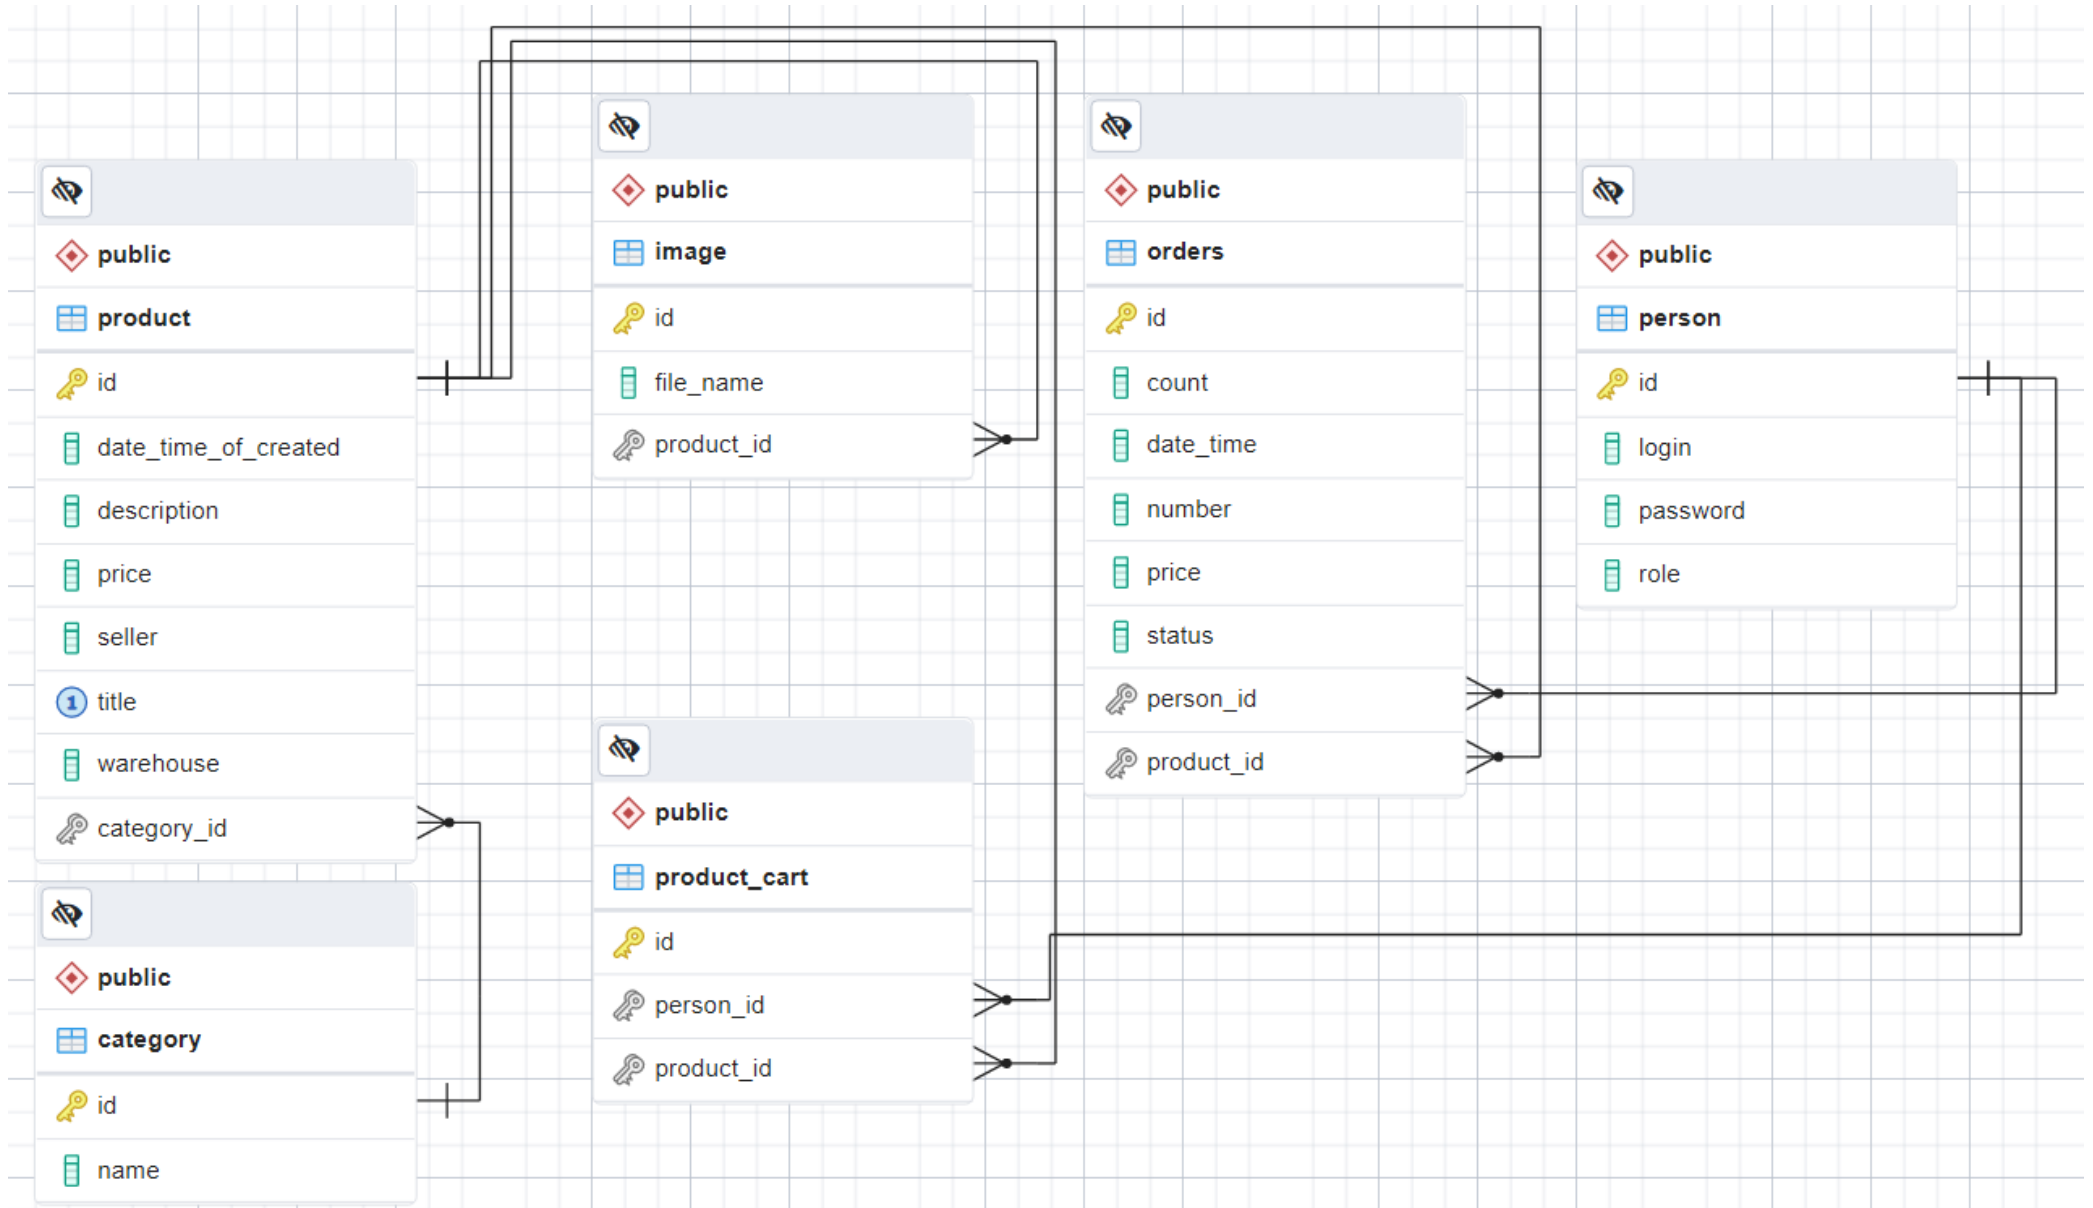 public
product
id
date_time_of_created
description
price
seller
1 title
warehouse
category_id
public
category
id
name
public
image
id
file_name
product_id
public
product_cart
id
person_id
product_id
public
orders
id
count
date_time
number
price
status
person_id
product_id
public
person
id
login
password
role